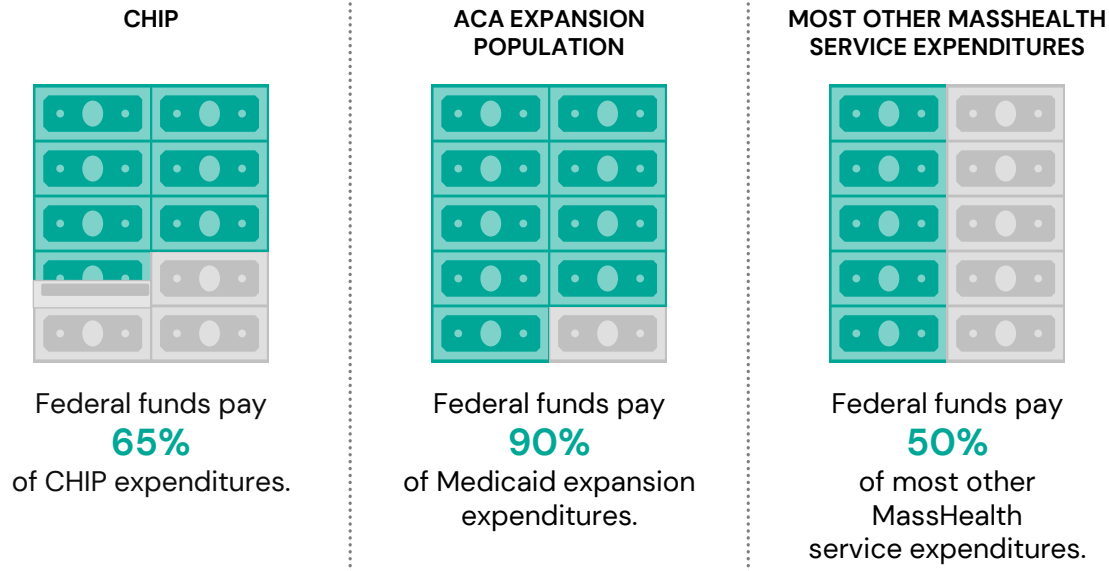 CHIP
Federal funds pay
65%
of CHIP expenditures.
ACA EXPANSION
POPULATION
Federal funds pay
90%
of Medicaid expansion
expenditures.
MOST OTHER MASSHEALTH
SERVICE EXPENDITURES
Federal funds pay
50%
of most other
MassHealth
service expenditures.